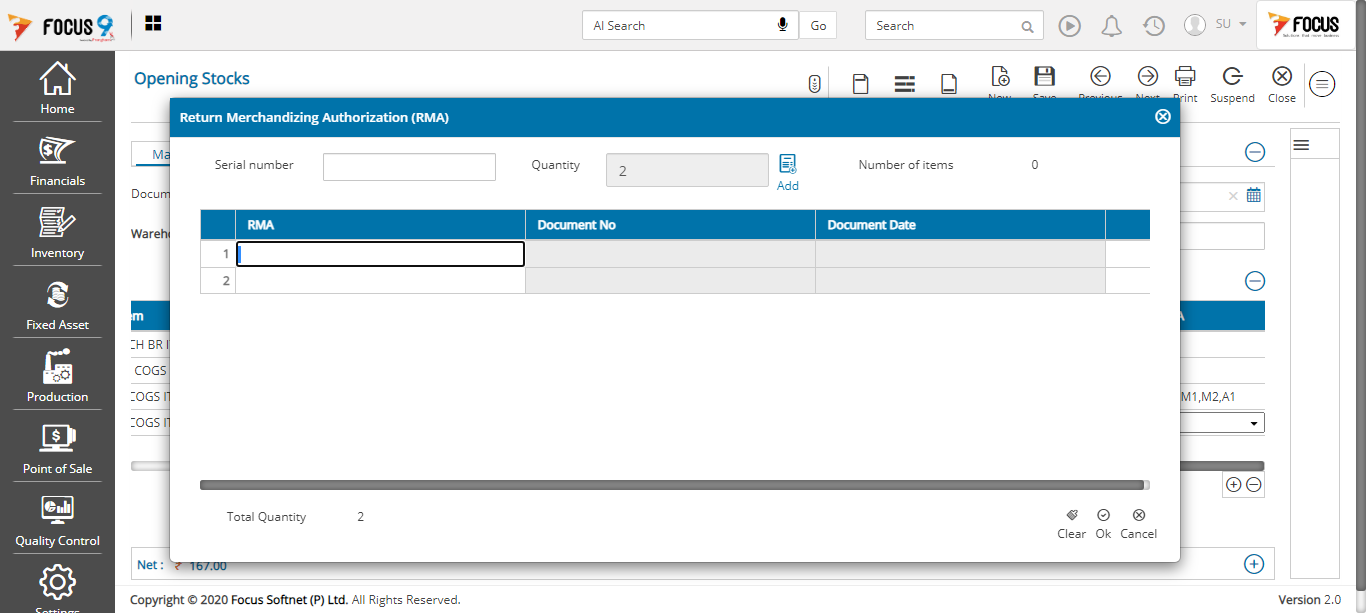 FOCUS 9
AI Search
Go
Search
SU
FOCUS
Home
Financials
Inventory
Fixed Asset
Production
Point of Sale
Quality Control
Settings
Opening Stocks
New
Save
Previous
Next
Print
Suspend
Close
Return Merchandizing Authorization (RMA)
Serial number
Quantity
2
Add
Number of items
0
RMA Document No Document Date
1
2
Total Quantity 2
Clear
Ok
Cancel
Ma
Docum
Wareho
em
CH BR I
COGS
COGS IT
COGS IT
A
M1,M2,A1
Net : ₹ 167.00
Copyright © 2020 Focus Softnet (P) Ltd. All Rights Reserved.
Version 2.0